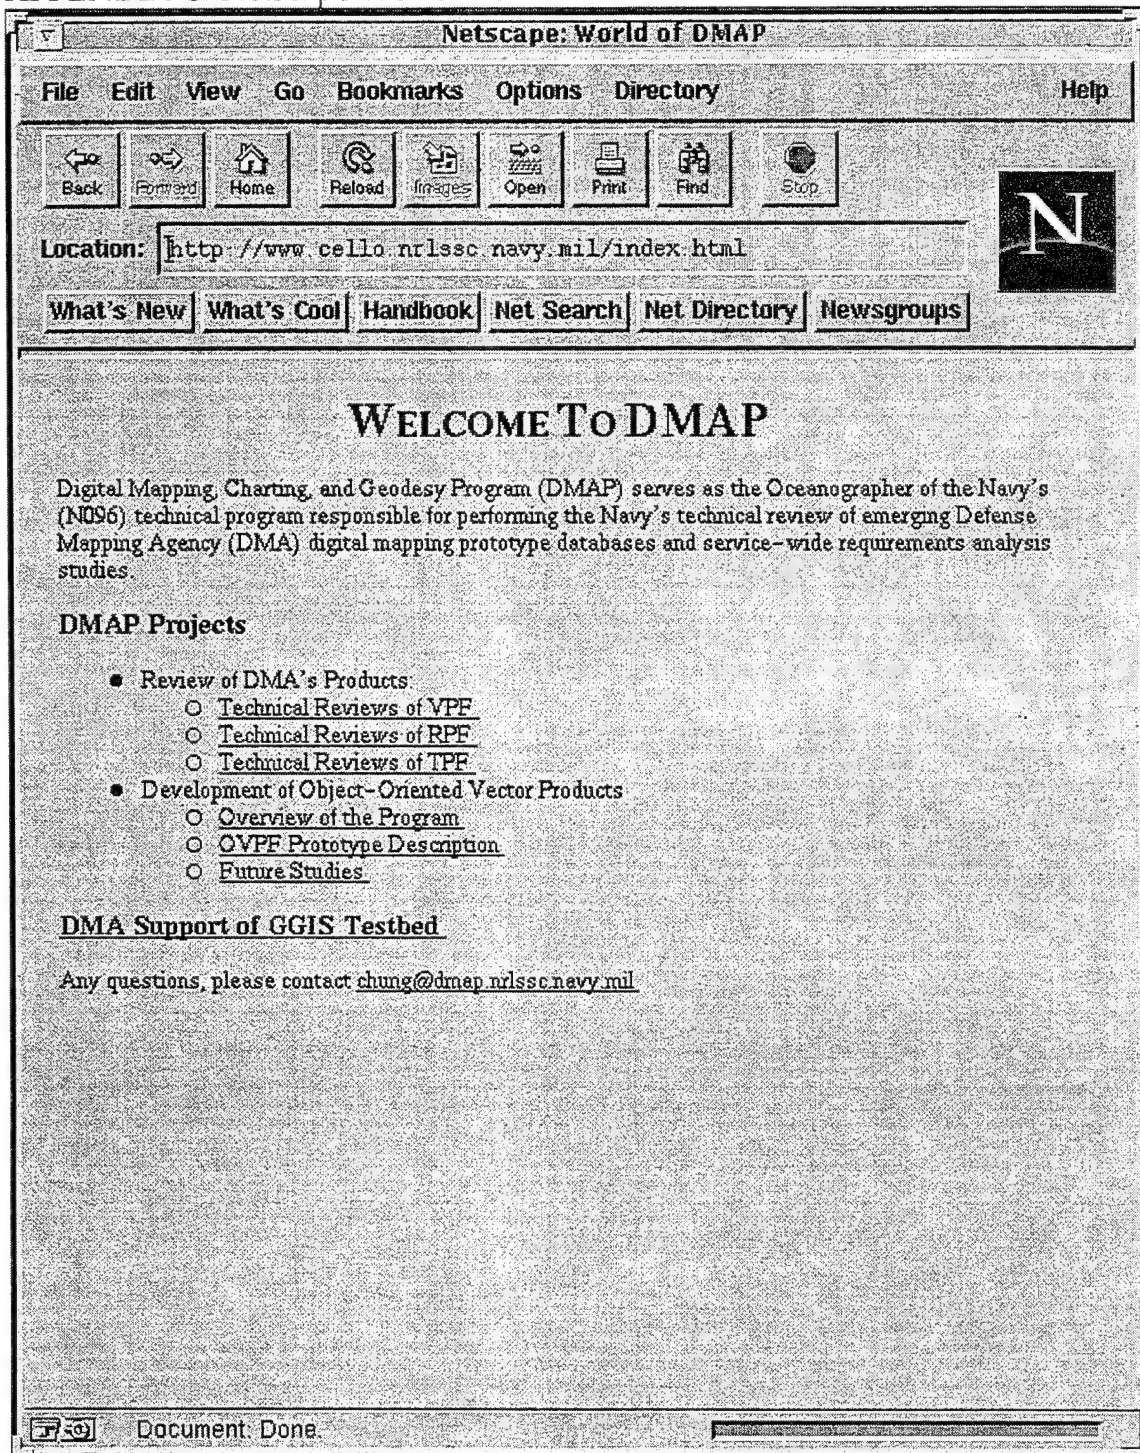 Netscape: World of DMAP
File Edit View Go Bookmarks Options Directory Help
Back Forward Home Reload Images Open Print Find Stop
N
Location: http://www.cello.nrlssc.navy.mil/index.html
What's New What's Cool Handbook Net Search Net Directory Newsgroups
WELCOME TO DMAP
Digital Mapping, Charting, and Geodesy Program (DMAP) serves as the Oceanographer of the Navy's
(N096) technical program responsible for performing the Navy's technical review of emerging Defense
Mapping Agency (DMA) digital mapping prototype databases and service-wide requirements analysis
studies.
DMAP Projects
Review of DMA's Products:
Technical Reviews of VPF
Technical Reviews of RPF
Technical Reviews of TPF
Development of Object-Oriented Vector Products
Overview of the Program
OVPF Prototype Description
Future Studies
DMA Support of GGIS Testbed
Any questions, please contact chung@dmap.nrlssc.navy.mil
Document: Done.